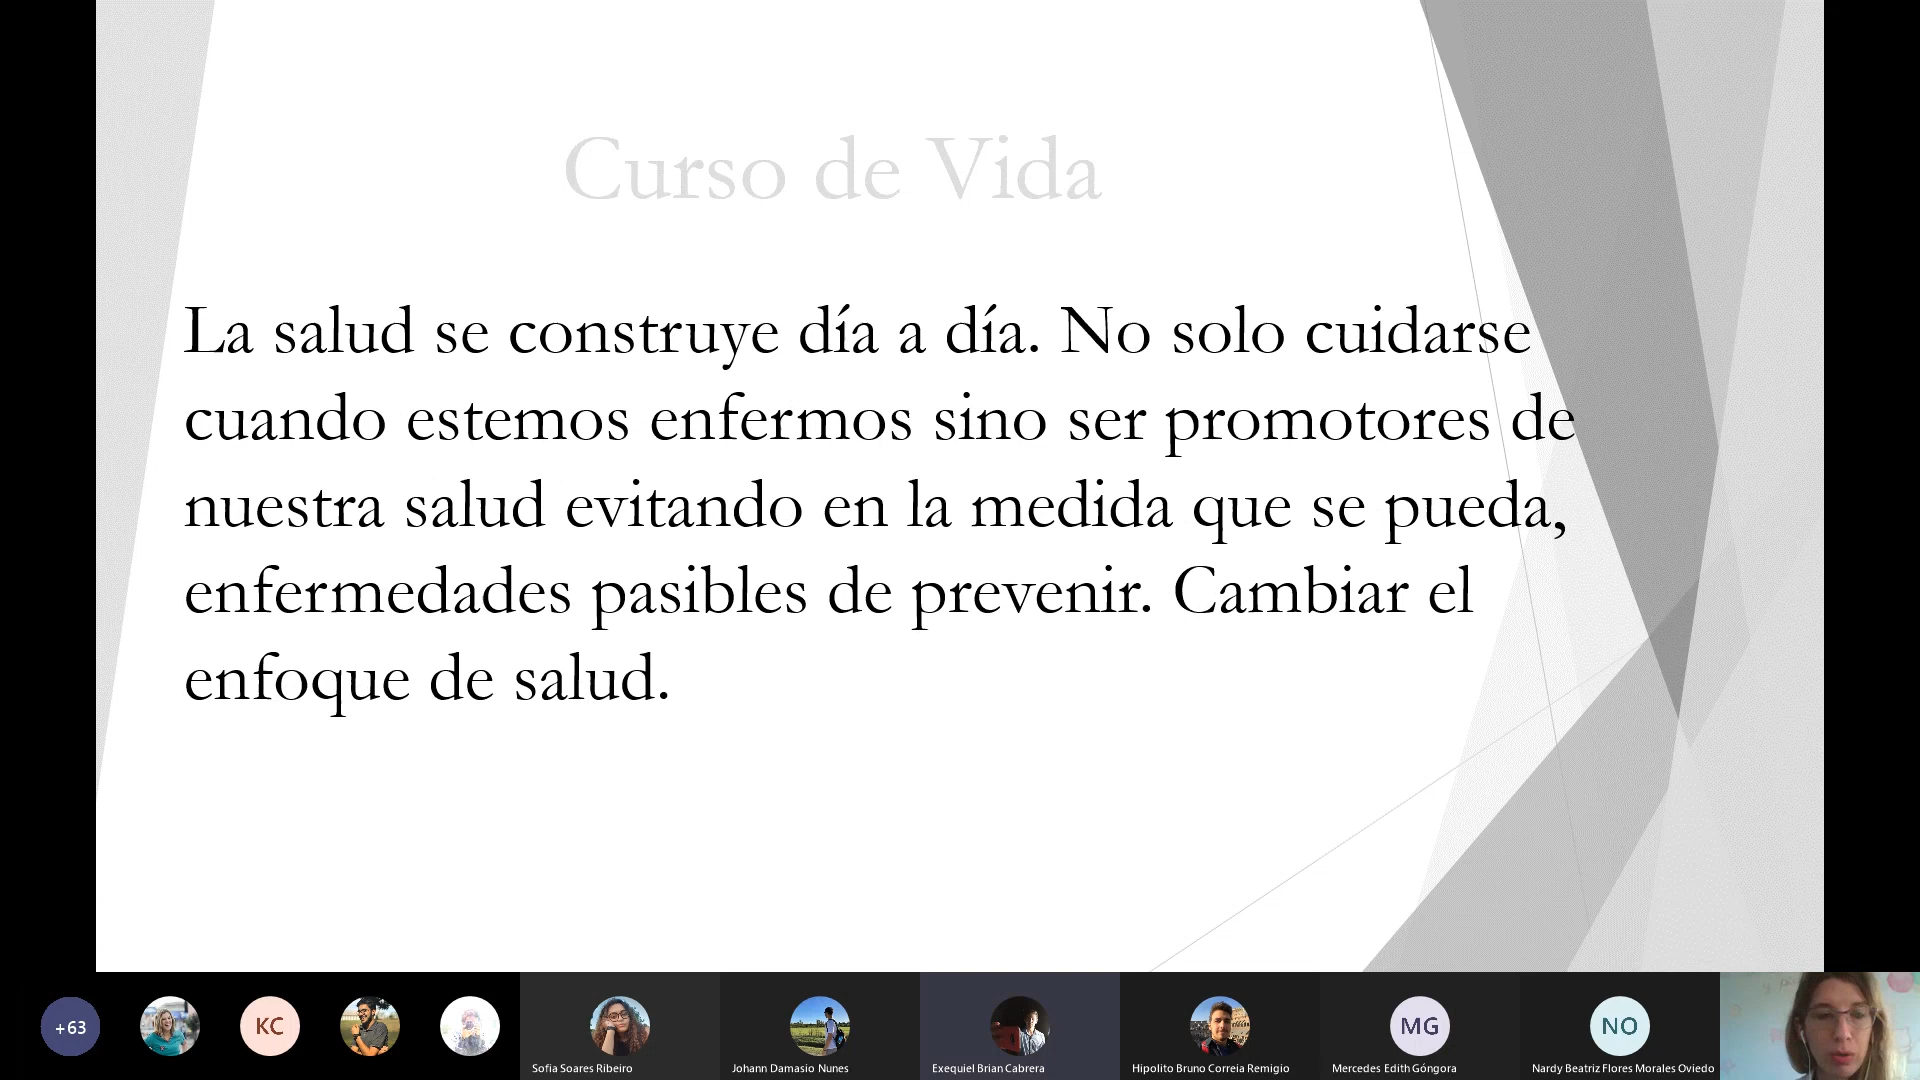 Curso de Vida
La salud se construye día a día. No solo cuidarse
cuando estemos enfermos sino ser promotores de
nuestra salud evitando en la medida que se pueda,
enfermedades pasibles de prevenir. Cambiar el
enfoque de salud.
+63
KC
MG
NO
Sofia Soares Ribeiro
Johann Damasio Nunes
Exequiel Brian Cabrera
Hipolito Bruno Correia Remigio
Mercedes Edith Góngora
Nardy Beatriz Flores Morales Oviedo